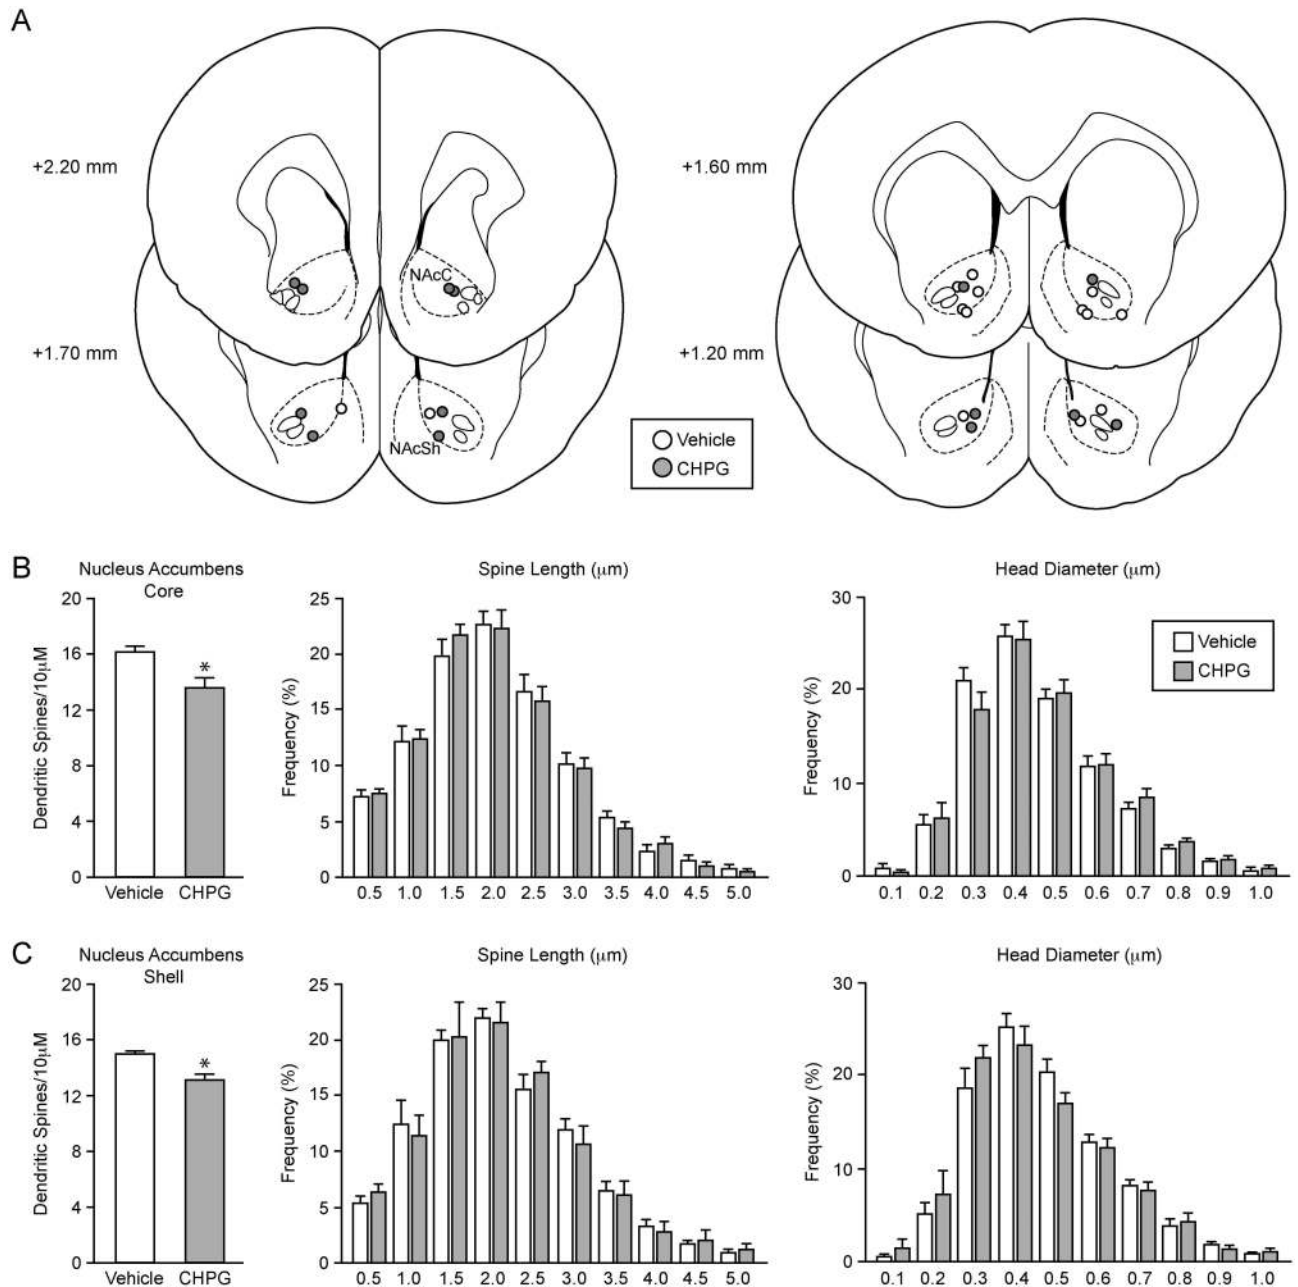 A
+2.20 mm
+1.60 mm
NAcC
+1.70 mm
+1.20 mm
NAcSh
Vehicle
CHPG
B
Nucleus Accumbens
Core
Spine Length (μm)
Head Diameter (μm)
Dendritic Spines/10μM
20
16
12
8
4
0
*
Vehicle CHPG
Frequency (%)
25
20
15
10
5
0
0.5 1.0 1.5 2.0 2.5 3.0 3.5 4.0 4.5 5.0
Frequency (%)
30
20
10
0
0.1 0.2 0.3 0.4 0.5 0.6 0.7 0.8 0.9 1.0
Vehicle
CHPG
C
Nucleus Accumbens
Shell
Spine Length (μm)
Head Diameter (μm)
Dendritic Spines/10μM
20
16
12
8
4
0
*
Vehicle CHPG
Frequency (%)
25
20
15
10
5
0
0.5 1.0 1.5 2.0 2.5 3.0 3.5 4.0 4.5 5.0
Frequency (%)
30
20
10
0
0.1 0.2 0.3 0.4 0.5 0.6 0.7 0.8 0.9 1.0